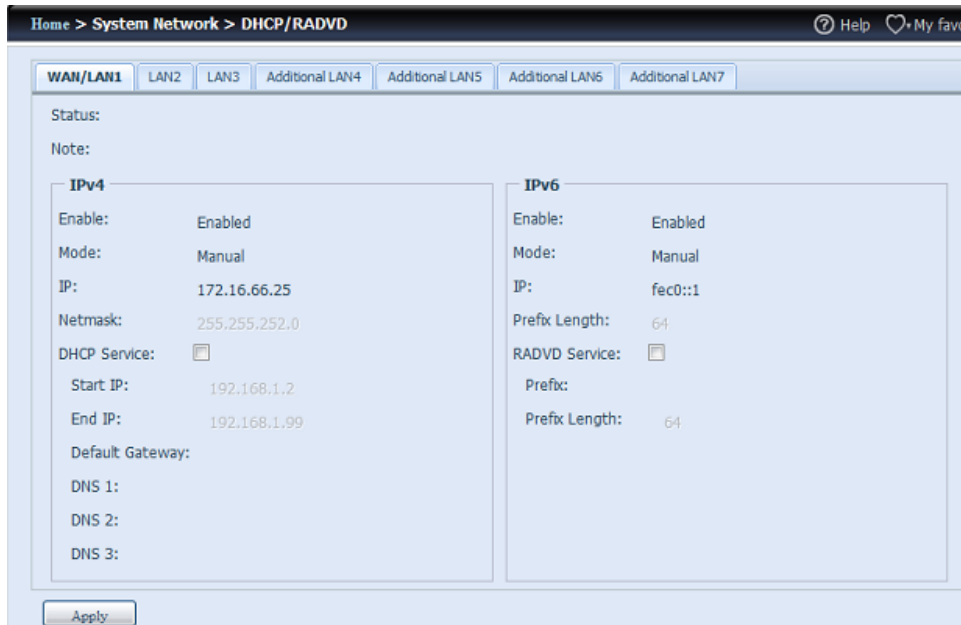 Home > System Network > DHCP/RADVD
Help My favo
WAN/LAN1 LAN2 LAN3 Additional LAN4 Additional LAN5 Additional LAN6 Additional LAN7
Status:
Note:
IPv4
Enable: Enabled
Mode: Manual
IP: 172.16.66.25
Netmask: 255.255.252.0
DHCP Service:
Start IP: 192.168.1.2
End IP: 192.168.1.99
Default Gateway:
DNS 1:
DNS 2:
DNS 3:
IPv6
Enable: Enabled
Mode: Manual
IP: fec0::1
Prefix Length: 64
RADVD Service:
Prefix:
Prefix Length: 64
Apply